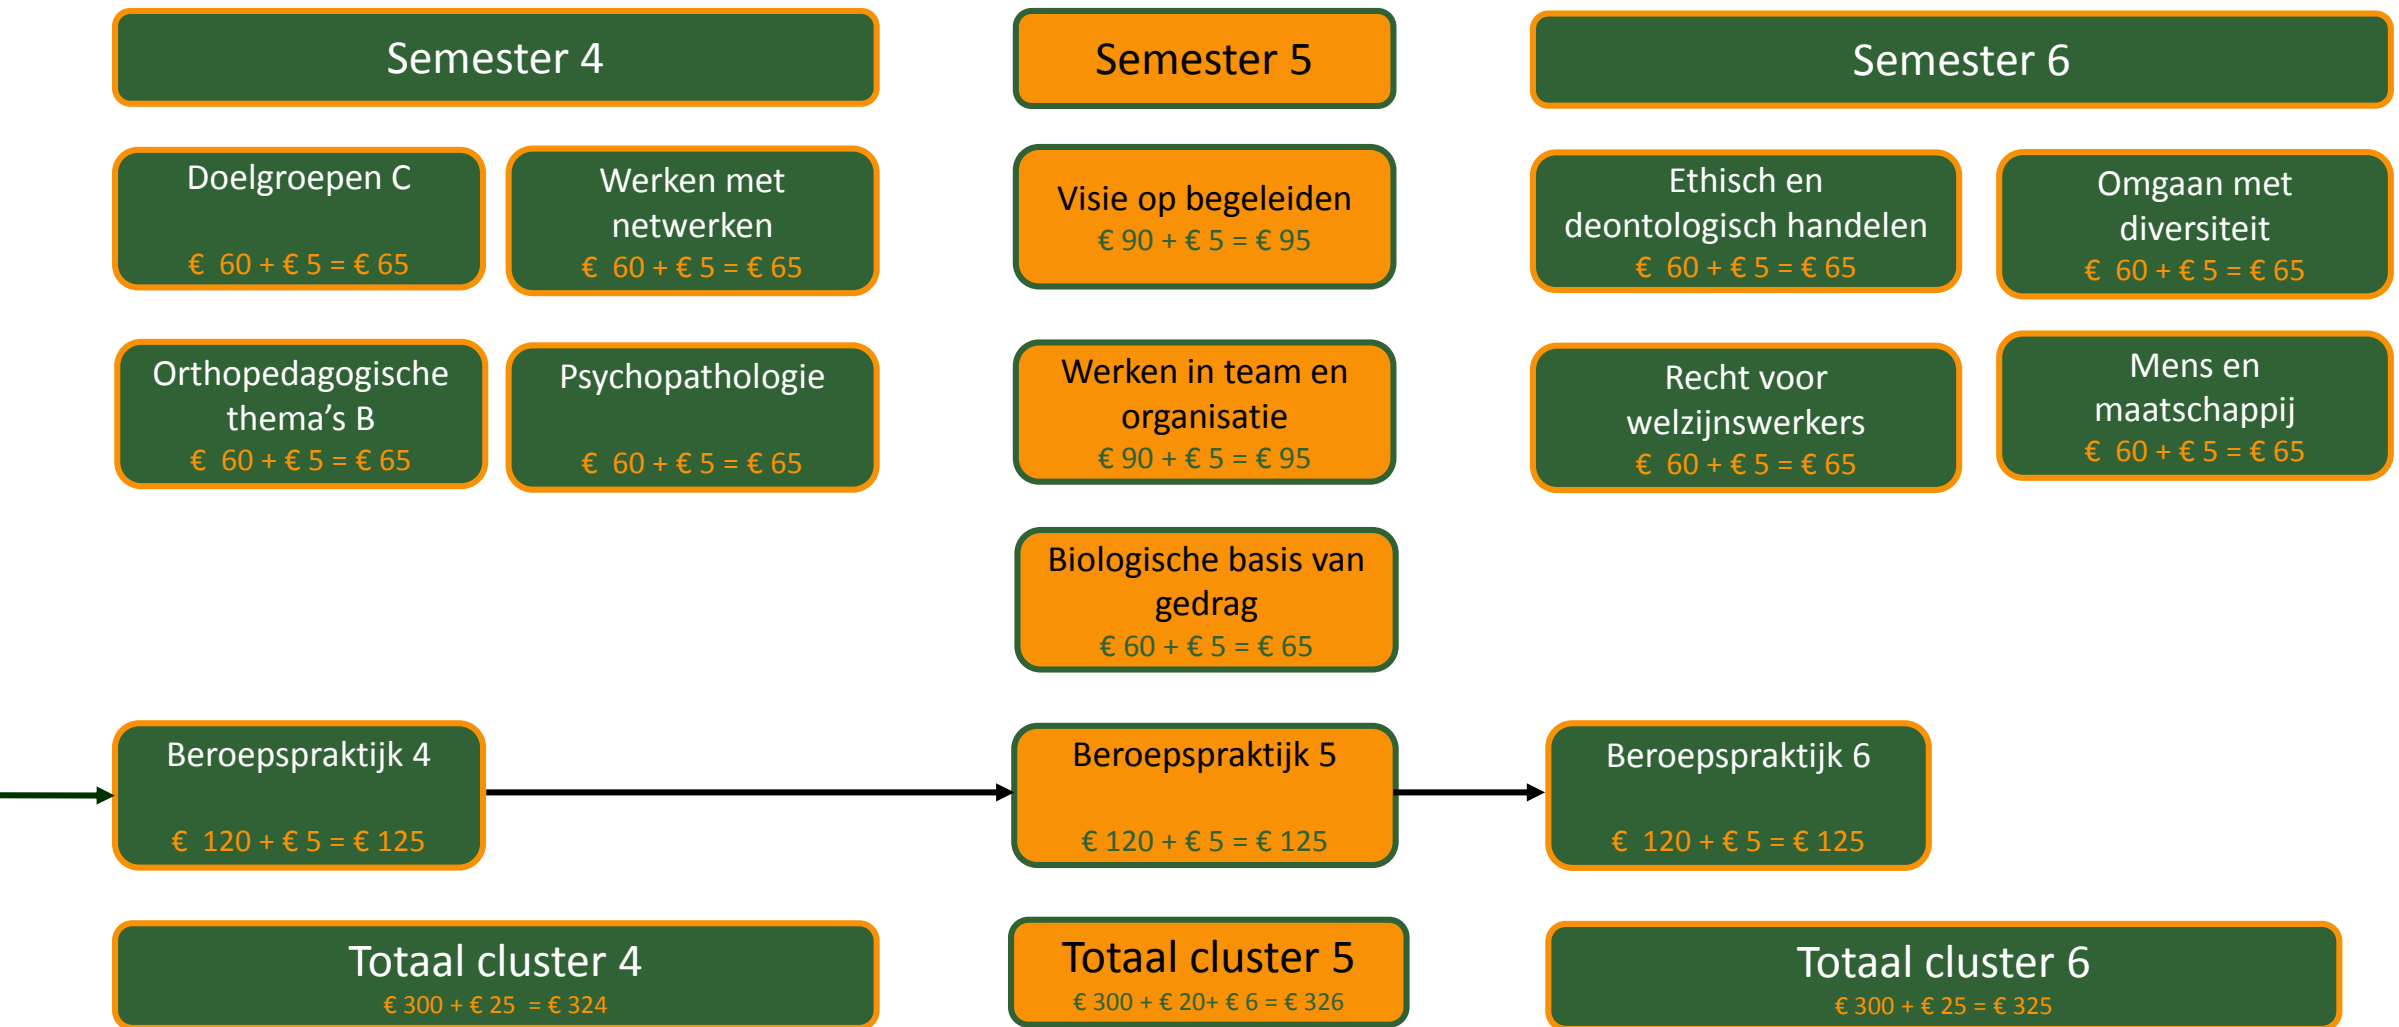 Semester 4
Semester 5
Semester 6
Doelgroepen C
€ 60 + € 5 = € 65
Werken met
netwerken
€ 60 + € 5 = € 65
Visie op begeleiden
€ 90 + € 5 = € 95
Ethisch en
deontologisch handelen
€ 60 + € 5 = € 65
Omgaan met
diversiteit
€ 60 + € 5 = € 65
Orthopedagogische
thema's B
€ 60 + € 5 = € 65
Psychopathologie
€ 60 + € 5 = € 65
Werken in team en
organisatie
€ 90 + € 5 = € 95
Recht voor
welzijnswerkers
€ 60 + € 5 = € 65
Mens en
maatschappij
€ 60 + € 5 = € 65
Biologische basis van
gedrag
€ 60 + € 5 = € 65
Beroepspraktijk 4
€ 120 + € 5 = € 125
Beroepspraktijk 5
€ 120 + € 5 = € 125
Beroepspraktijk 6
€ 120 + € 5 = € 125
Totaal cluster 4
€ 300 + € 25 = € 324
Totaal cluster 5
€ 300 + € 20+ € 6 = € 326
Totaal cluster 6
€ 300 + € 25 = € 325